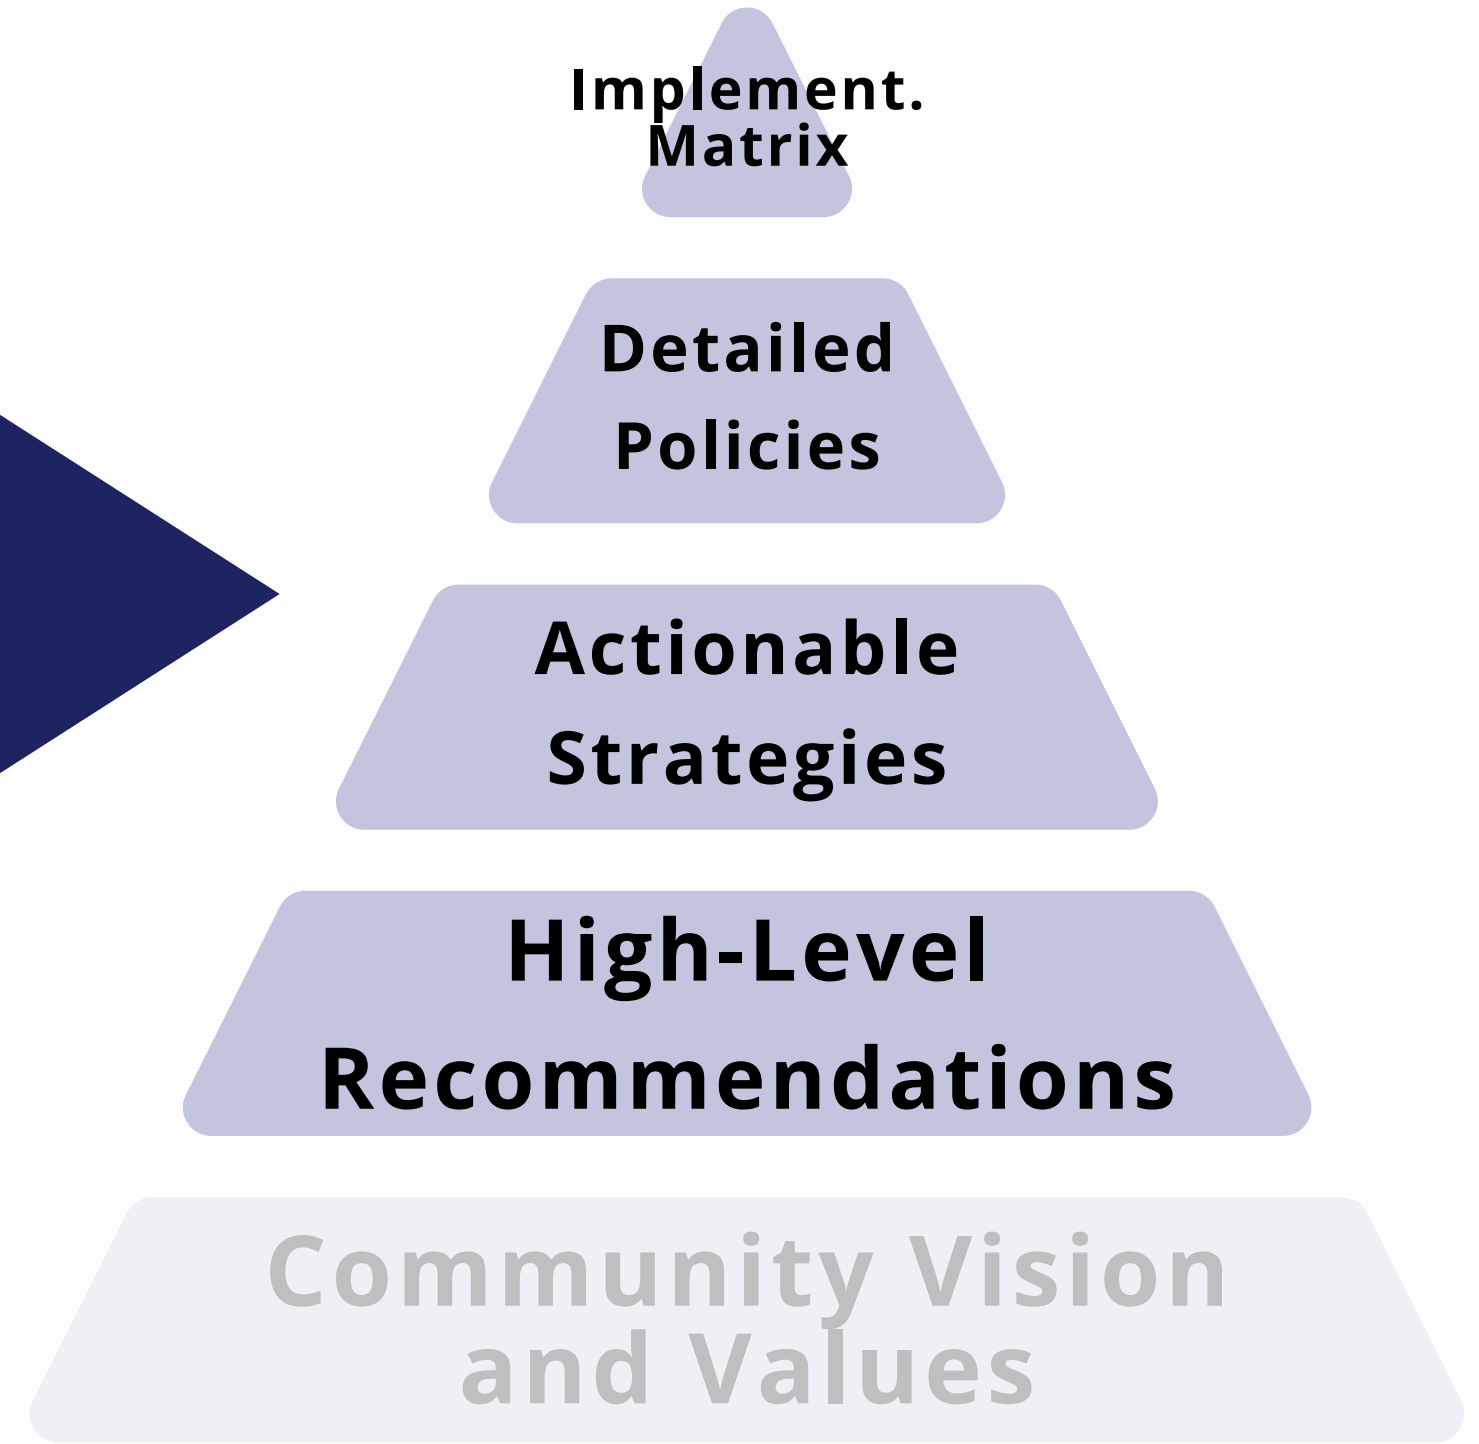 Implement.
Matrix
Detailed
Policies
Actionable
Strategies
High-Level
Recommendations
Community Vision
and Values